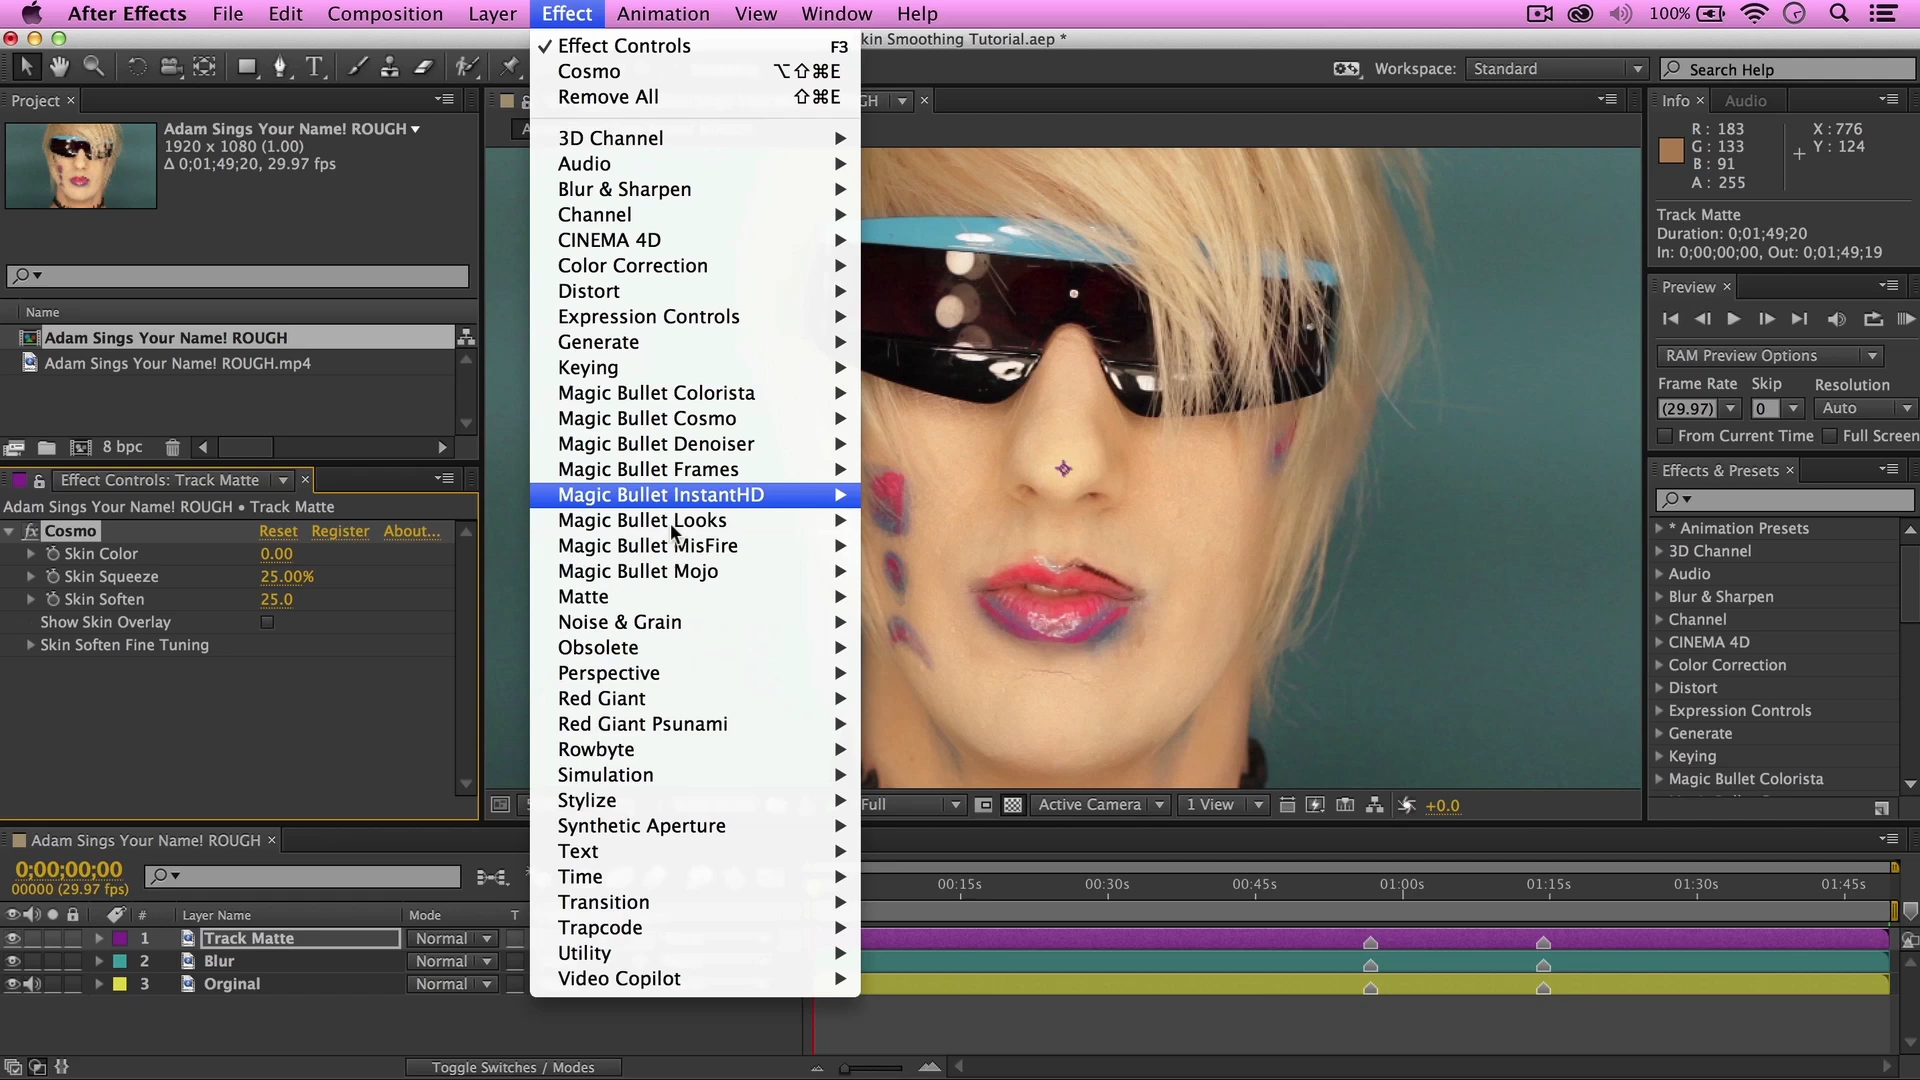 After Effects File Edit Composition Layer Effect Animation View Window Help
100%
kin Smoothing Tutorial.aep *
Workspace: Standard
Search Help
Project ×
Adam Sings Your Name! ROUGH
1920 x 1080 (1.00)
Δ 0;01;49;20, 29.97 fps
Name
Adam Sings Your Name! ROUGH
Adam Sings Your Name! ROUGH.mp4
8 bpc
Effect Controls: Track Matte ×
Adam Sings Your Name! ROUGH • Track Matte
fx Cosmo Reset Register About...
Skin Color 0.00
Skin Squeeze 25.00%
Skin Soften 25.0
Show Skin Overlay
Skin Soften Fine Tuning
✓ Effect Controls F3
Cosmo ⌥⇧⌘E
Remove All ⇧⌘E
3D Channel
Audio
Blur & Sharpen
Channel
CINEMA 4D
Color Correction
Distort
Expression Controls
Generate
Keying
Magic Bullet Colorista
Magic Bullet Cosmo
Magic Bullet Denoiser
Magic Bullet Frames
Magic Bullet InstantHD
Magic Bullet Looks
Magic Bullet MisFire
Magic Bullet Mojo
Matte
Noise & Grain
Obsolete
Perspective
Red Giant
Red Giant Psunami
Rowbyte
Simulation
Stylize
Synthetic Aperture
Text
Time
Transition
Trapcode
Utility
Video Copilot
GH
Full Active Camera 1 View +0.0
Info × Audio
R : 183 X : 776
G : 133 Y : 124
B : 91
A : 255
Track Matte
Duration: 0;01;49;20
In: 0;00;00;00, Out: 0;01;49;19
Preview ×
RAM Preview Options
Frame Rate Skip Resolution
(29.97) 0 Auto
From Current Time Full Screen
Effects & Presets ×
* Animation Presets
3D Channel
Audio
Blur & Sharpen
Channel
CINEMA 4D
Color Correction
Distort
Expression Controls
Generate
Keying
Magic Bullet Colorista
Adam Sings Your Name! ROUGH ×
0;00;00;00
00000 (29.97 fps)
00:15s 00:30s 00:45s 01:00s 01:15s 01:30s 01:45s
# Layer Name Mode T
1 Track Matte Normal
2 Blur Normal
3 Orginal Normal
Toggle Switches / Modes